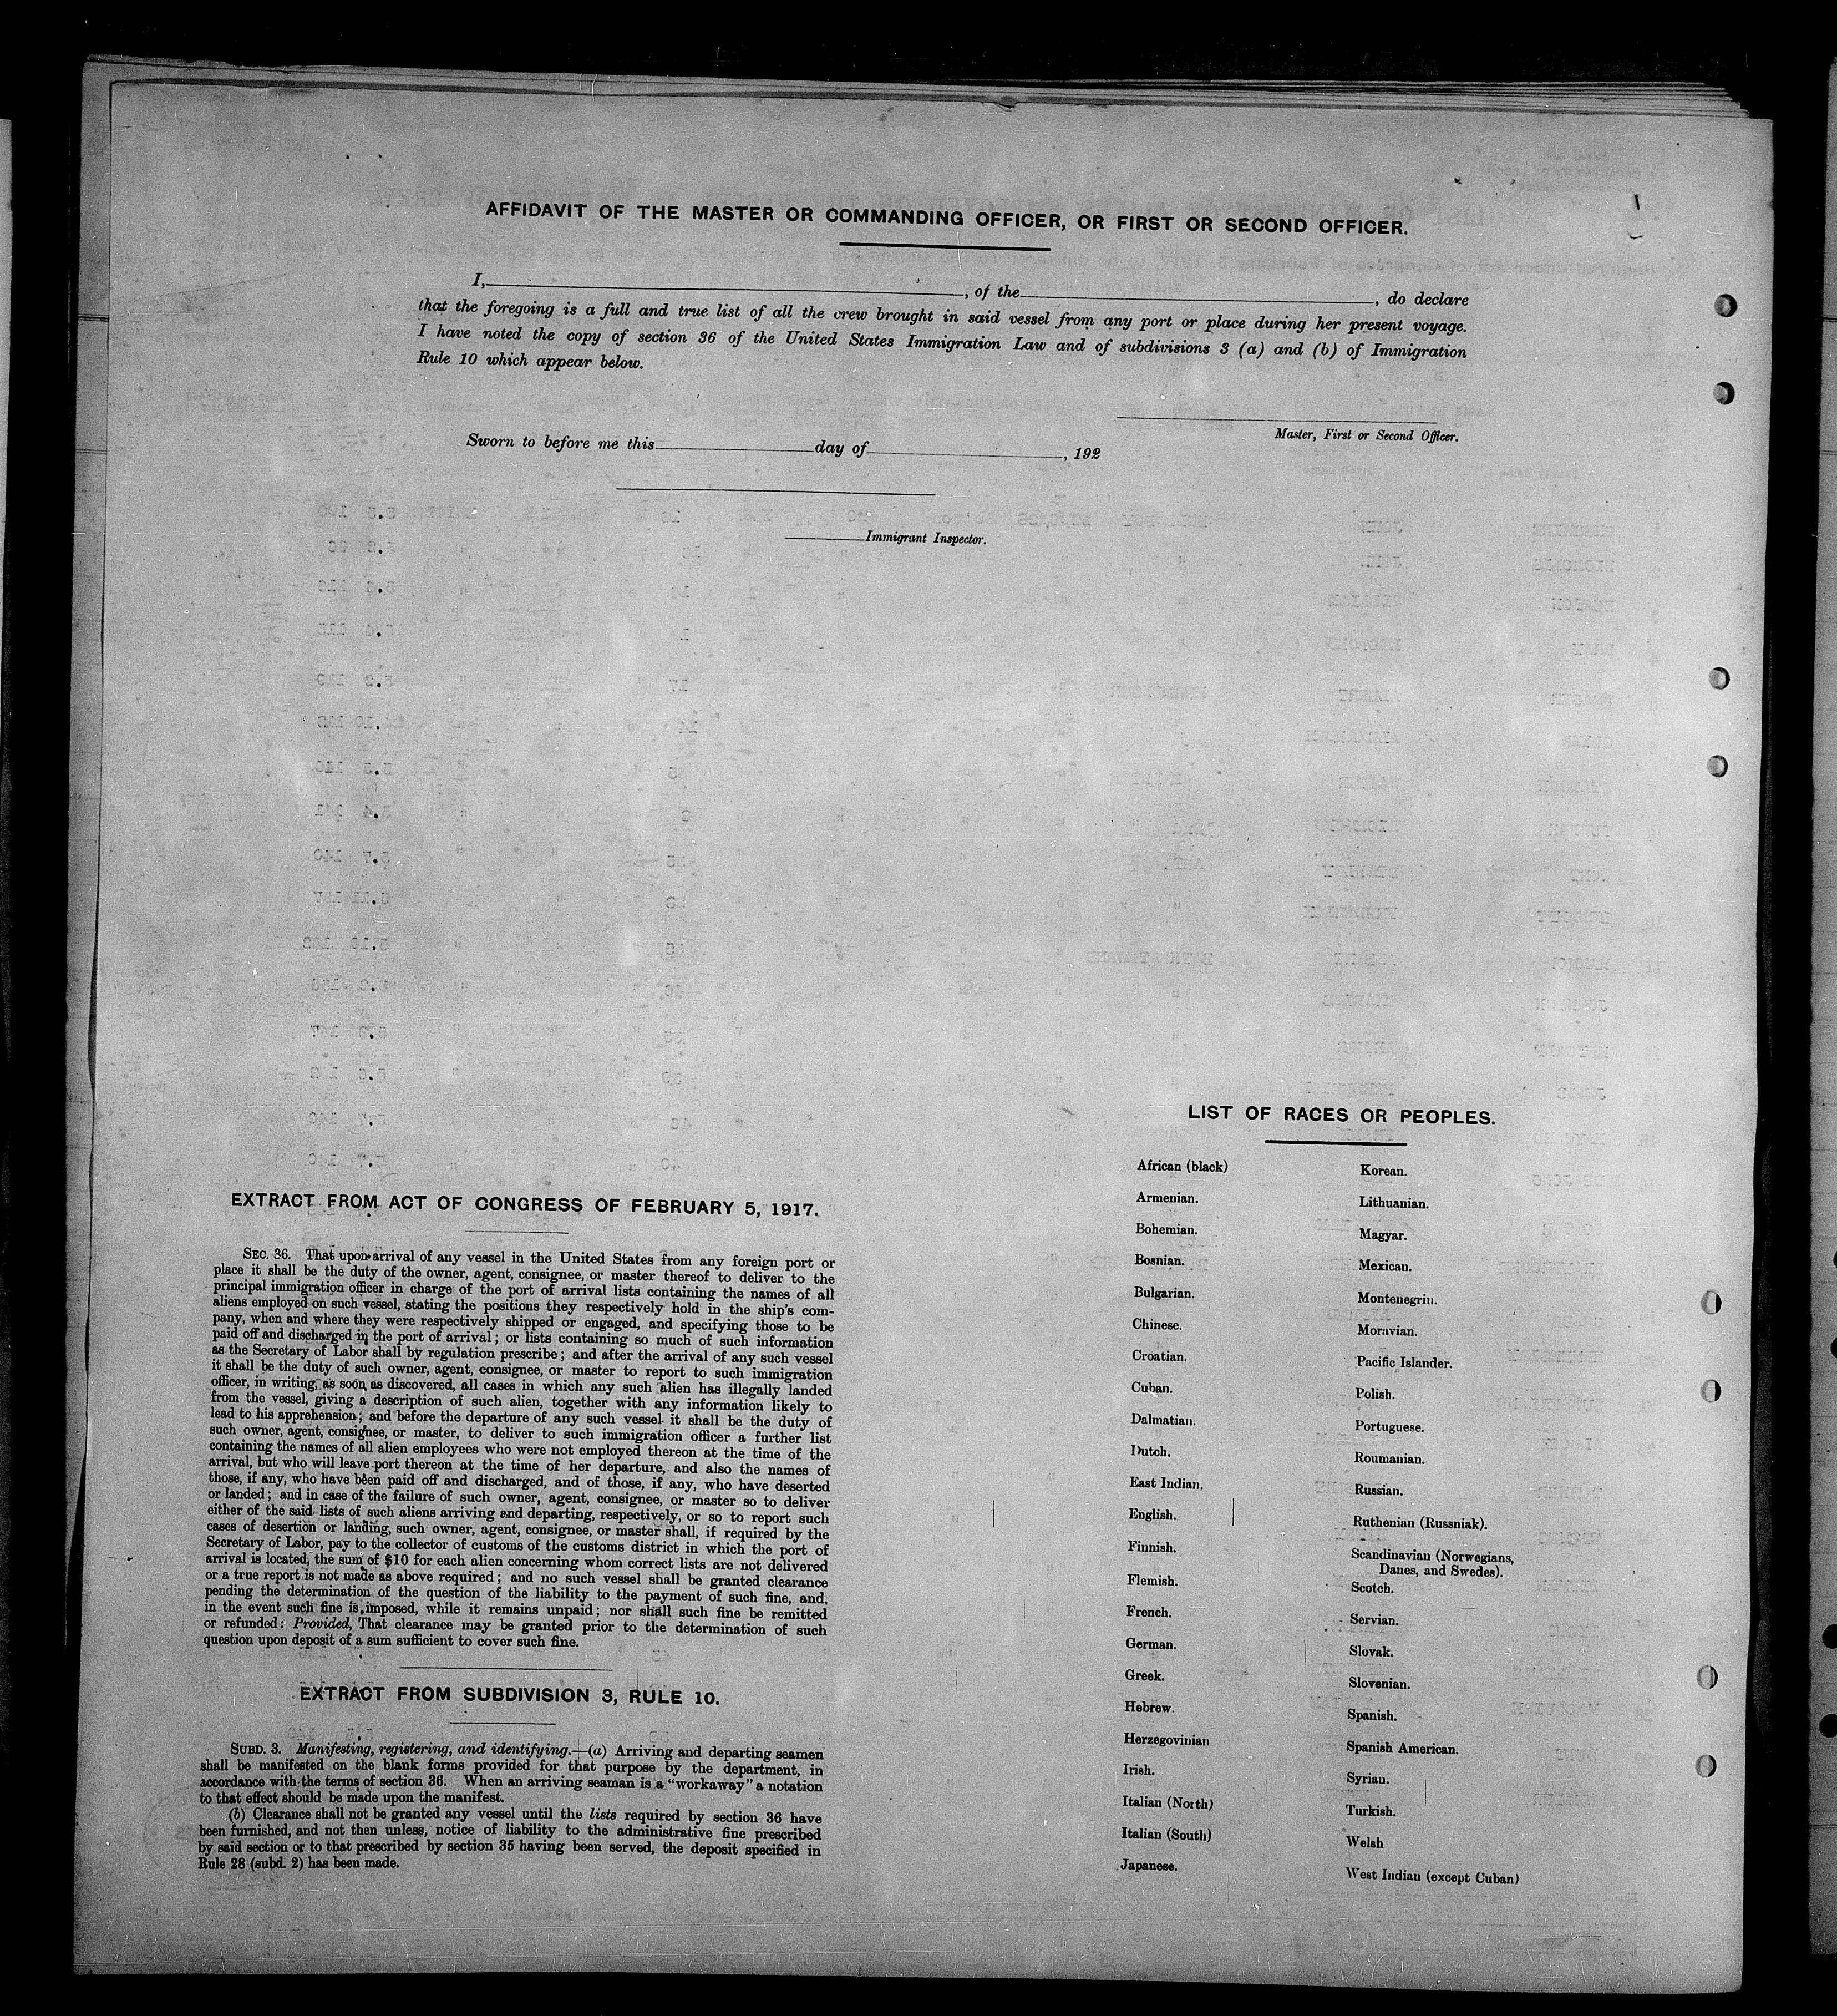 AFFIDAVIT OF THE MASTER OR COMMANDING OFFICER, OR FIRST OR SECOND OFFICER.
I,                    , of the                    , do declare
that the foregoing is a full and true list of all the crew brought in said vessel from any port or place during her present voyage.
I have noted the copy of section 36 of the United States Immigration Law and of subdivisions 3 (a) and (b) of Immigration
Rule 10 which appear below.
Master, First or Second Officer.
Sworn to before me this           day of           , 192
Immigrant Inspector.
EXTRACT FROM ACT OF CONGRESS OF FEBRUARY 5, 1917.
SEC. 36. That upon arrival of any vessel in the United States from any foreign port or
place it shall be the duty of the owner, agent, consignee, or master thereof to deliver to the
principal immigration officer in charge of the port of arrival lists containing the names of all
aliens employed on such vessel, stating the positions they respectively hold in the ship's com-
pany, when and where they were respectively shipped or engaged, and specifying those to be
paid off and discharged in the port of arrival; or lists containing so much of such information
as the Secretary of Labor shall by regulation prescribe; and after the arrival of any such vessel
it shall be the duty of such owner, agent, consignee, or master to report to such immigration
officer, in writing, as soon as discovered, all cases in which any such alien has illegally landed
from the vessel, giving a description of such alien, together with any information likely to
lead to his apprehension; and before the departure of any such vessel it shall be the duty of
such owner, agent, consignee, or master, to deliver to such immigration officer a further list
containing the names of all alien employees who were not employed thereon at the time of the
arrival, but who will leave port thereon at the time of her departure, and also the names of
those, if any, who have been paid off and discharged, and of those, if any, who have deserted
or landed; and in case of the failure of such owner, agent, consignee, or master so to deliver
either of the said lists of such aliens arriving and departing, respectively, or so to report such
cases of desertion or landing, such owner, agent, consignee, or master shall, if required by the
Secretary of Labor, pay to the collector of customs of the customs district in which the port of
arrival is located, the sum of $10 for each alien concerning whom correct lists are not delivered
or a true report is not made as above required; and no such vessel shall be granted clearance
pending the determination of the question of the liability to the payment of such fine, and,
in the event such fine is imposed, while it remains unpaid; nor shall such fine be remitted
or refunded: Provided, That clearance may be granted prior to the determination of such
question upon deposit of a sum sufficient to cover such fine.
EXTRACT FROM SUBDIVISION 3, RULE 10.
SUBD. 3. Manifesting, registering, and identifying.—(a) Arriving and departing seamen
shall be manifested on the blank forms provided for that purpose by the department, in
accordance with the terms of section 36. When an arriving seaman is a "workaway" a notation
to that effect should be made upon the manifest.
(b) Clearance shall not be granted any vessel until the lists required by section 36 have
been furnished, and not then unless, notice of liability to the administrative fine prescribed
by said section or to that prescribed by section 35 having been served, the deposit specified in
Rule 28 (subd. 2) has been made.
LIST OF RACES OR PEOPLES.
African (black)
Armenian.
Bohemian.
Bosnian.
Bulgarian.
Chinese.
Croatian.
Cuban.
Dalmatian.
Dutch.
East Indian.
English.
Finnish.
Flemish.
French.
German.
Greek.
Hebrew.
Herzegovinian
Irish.
Italian (North)
Italian (South)
Japanese.
Korean.
Lithuanian.
Magyar.
Mexican.
Montenegrin.
Moravian.
Pacific Islander.
Polish.
Portuguese.
Roumanian.
Russian.
Ruthenian (Russniak).
Scandinavian (Norwegians,
Danes, and Swedes).
Scotch.
Servian.
Slovak.
Slovenian.
Spanish.
Spanish American.
Syrian.
Turkish.
Welsh
West Indian (except Cuban)